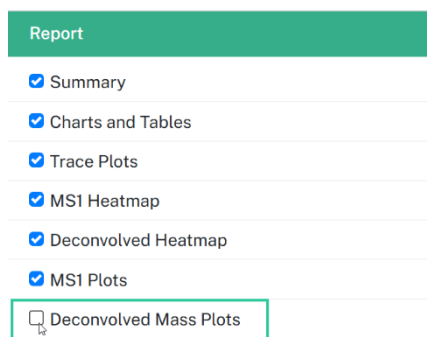 Report
Summary
Charts and Tables
Trace Plots
MS1 Heatmap
Deconvolved Heatmap
MS1 Plots
Deconvolved Mass Plots